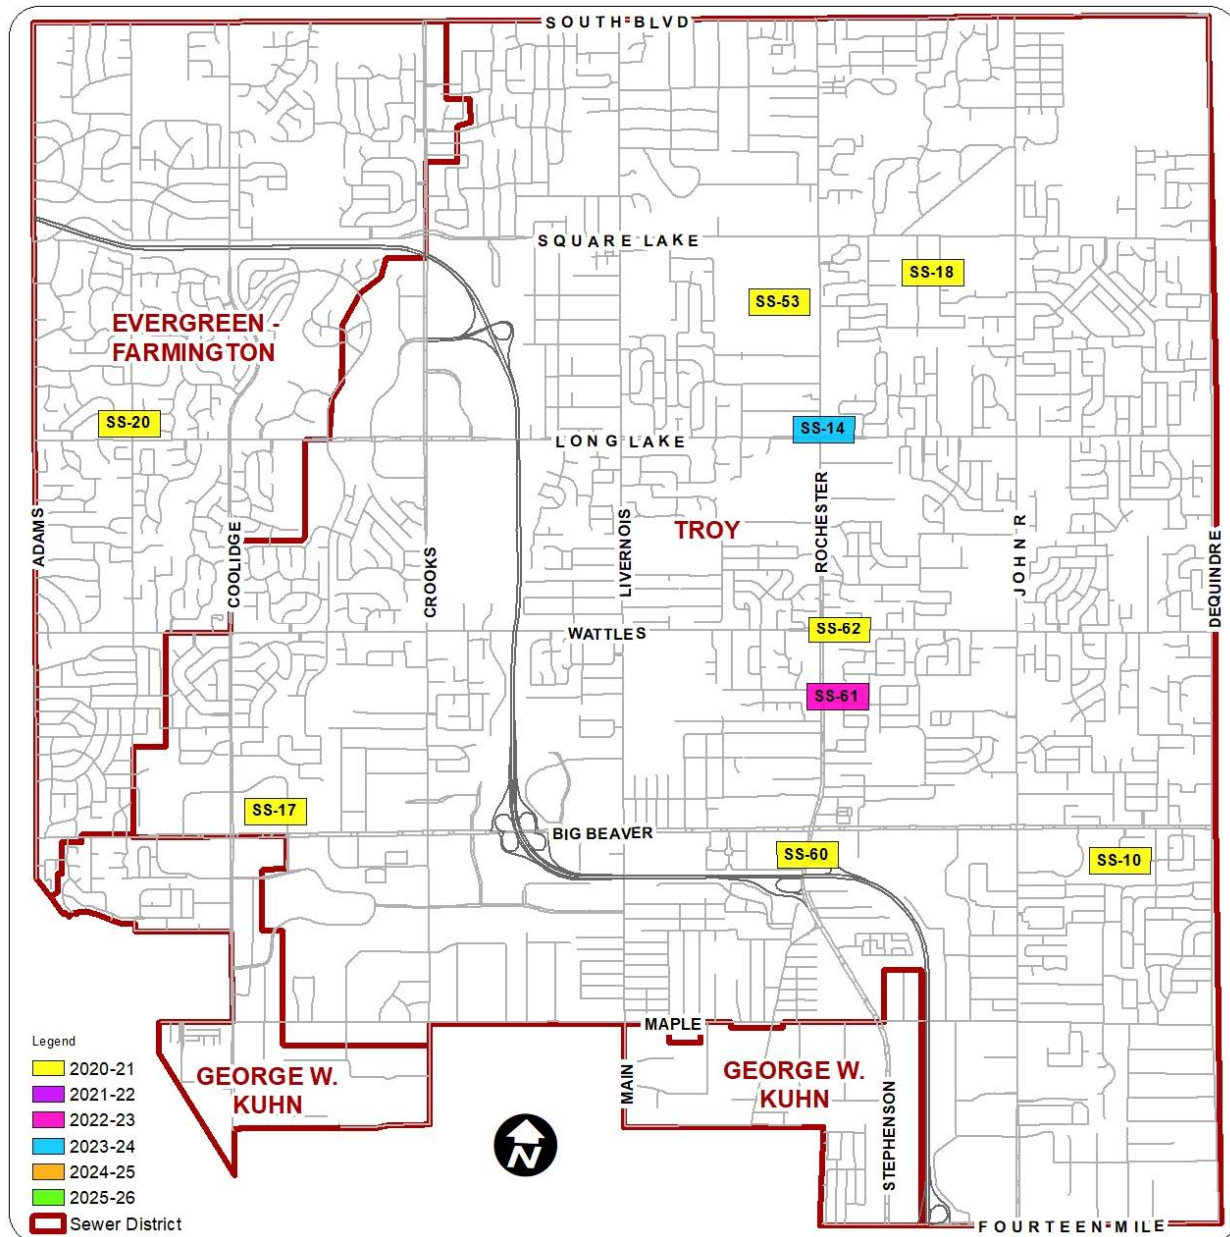 SOUTH BLVD
SQUARE LAKE
SS-18
SS-53
EVERGREEN -
FARMINGTON
SS-20
SS-14
LONG LAKE
ADAMS
COOLIDGE
CROOKS
LIVERNOIS
TROY
ROCHESTER
JOHN R
DEQUINDRE
SS-62
WATTLES
SS-61
SS-17
BIG BEAVER
SS-60
SS-10
MAPLE
GEORGE W.
KUHN
MAIN
GEORGE W.
KUHN
STEPHENSON
N
FOURTEEN MILE
Legend
2020-21
2021-22
2022-23
2023-24
2024-25
2025-26
Sewer District